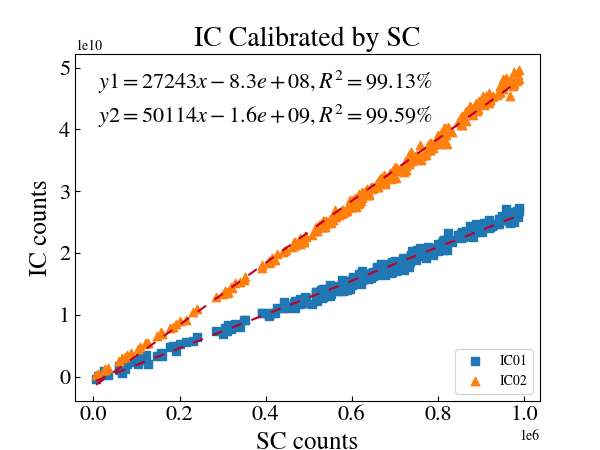 IC Calibrated by SC
1e10
y1 = 27243x − 8.3e + 08, R² = 99.13%
y2 = 50114x − 1.6e + 09, R² = 99.59%
IC counts
5
4
3
2
1
0
IC01
IC02
0.0 0.2 0.4 0.6 0.8 1.0
1e6
SC counts